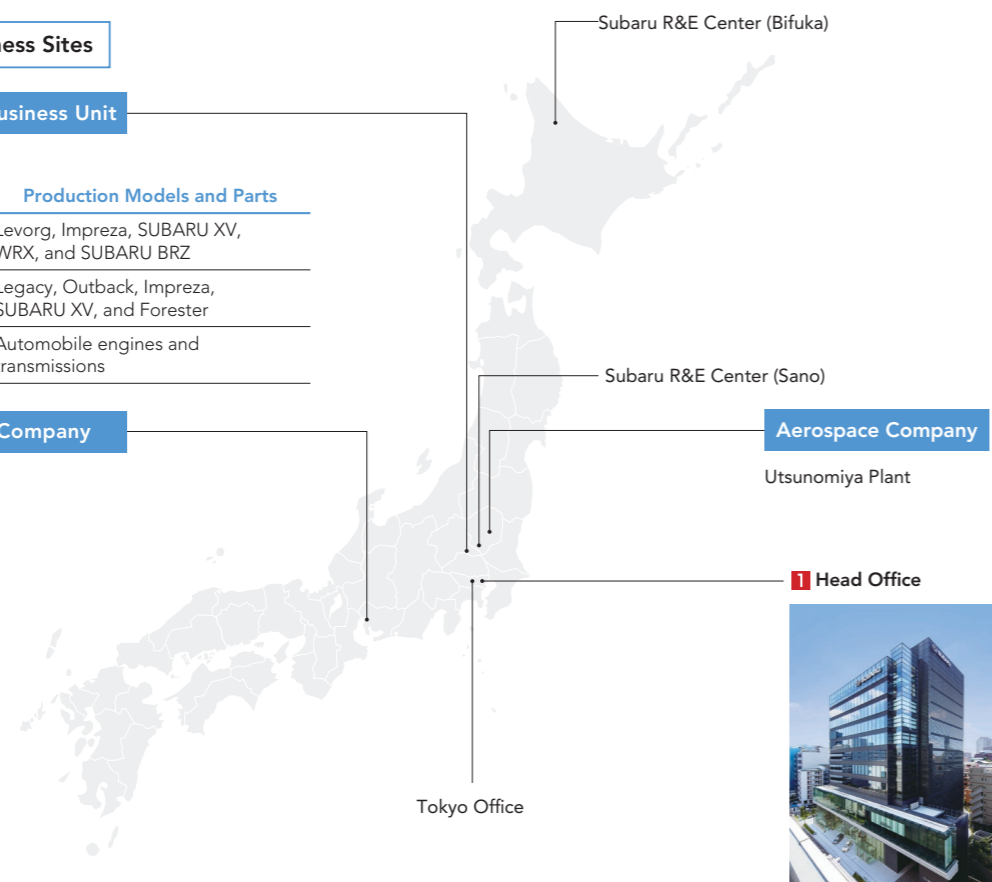 ness Sites
usiness Unit
Production Models and Parts
Levorg, Impreza, SUBARU XV,
WRX, and SUBARU BRZ
Legacy, Outback, Impreza,
SUBARU XV, and Forester
Automobile engines and
transmissions
Company
Subaru R&E Center (Bifuka)
Subaru R&E Center (Sano)
Aerospace Company
Utsunomiya Plant
1 Head Office
Tokyo Office